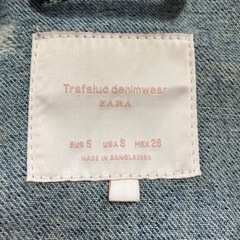 Trafaluc denimwear
ZARA
EUR S USA S MEX 26
MADE IN BANGLADESH